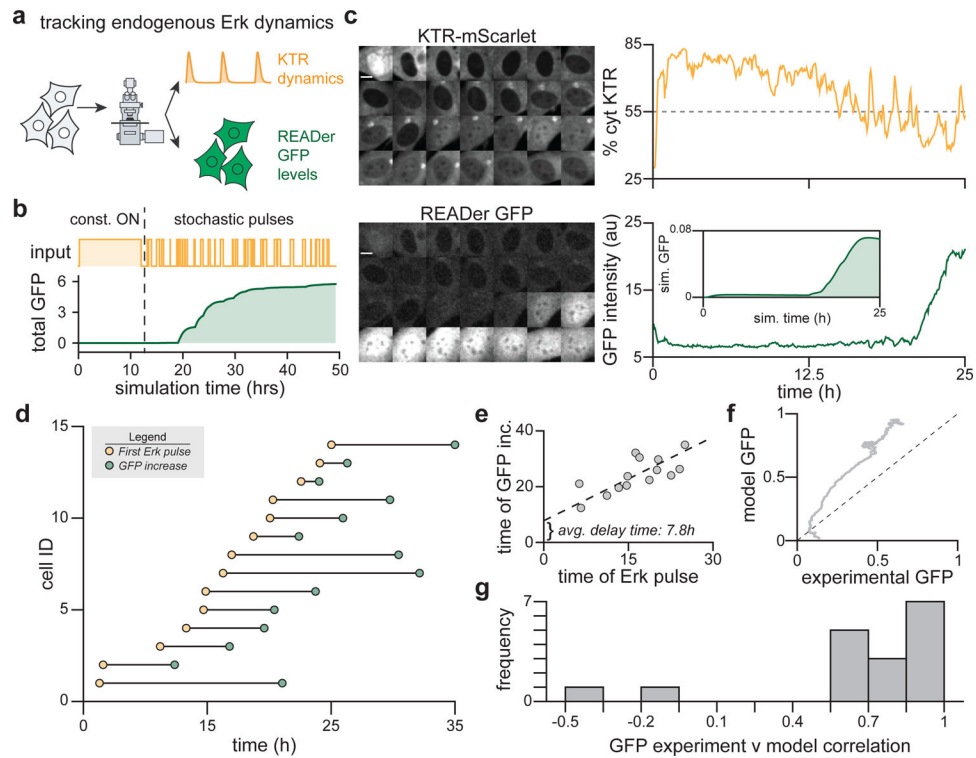 a
tracking endogenous Erk dynamics
KTR
dynamics
READer
GFP
levels
b
const. ON
stochastic pulses
input
total GFP
6
3
0
0
10
20
30
40
50
simulation time (hrs)
c
KTR-mScarlet
% cyt KTR
85
55
25
0
12.5
25
READer GFP
GFP intensity (au)
25
15
5
sim. GFP
0.08
0
0
25
sim. time (h)
0
12.5
25
time (h)
d
cell ID
15
10
5
0
Legend
First Erk pulse
GFP increase
0
15
25
35
time (h)
e
time of GFP inc.
40
20
0
avg. delay time: 7.8h
0
15
30
time of Erk pulse
f
model GFP
1
0.5
0
0
0.5
1
experimental GFP
g
frequency
7
0
-0.5
-0.2
0.1
0.4
0.7
1
GFP experiment v model correlation